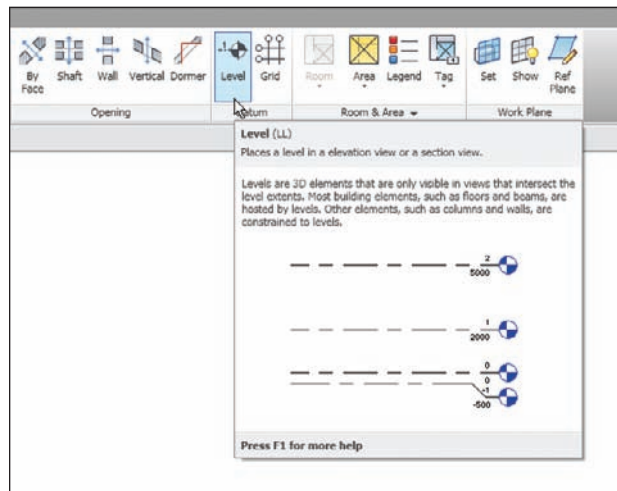 By Face
Shaft
Wall
Vertical
Dormer
-1
Level
Grid
Room
Area
Legend
Tag
Set
Show
Ref Plane
Opening
Room & Area
Work Plane
Level (LL)
Places a level in a elevation view or a section view.
Levels are 3D elements that are only visible in views that intersect the
level extents. Most building elements, such as floors and beams, are
hosted by levels. Other elements, such as columns and walls, are
constrained to levels.
2
5000
1
2000
0
0
-1
-500
Press F1 for more help